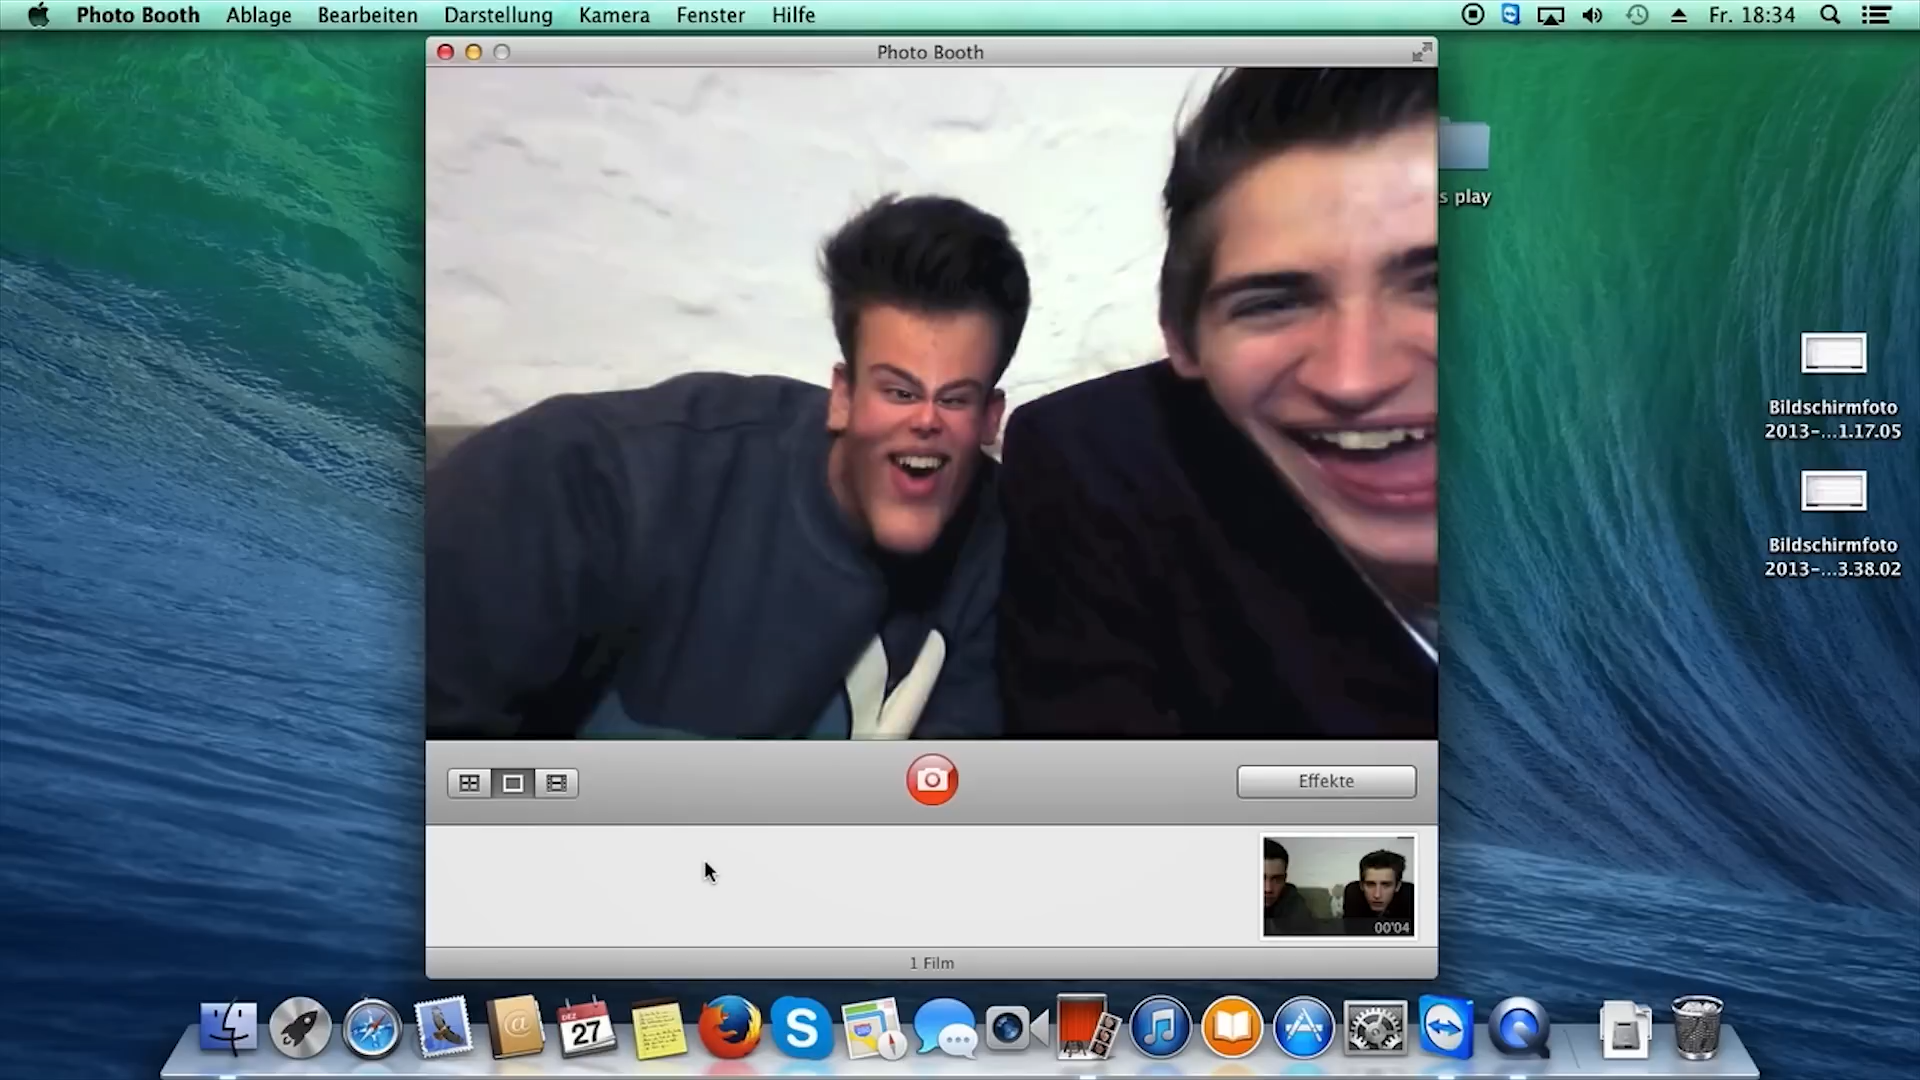 Photo Booth Ablage Bearbeiten Darstellung Kamera Fenster Hilfe Fr. 18:34
Photo Booth
s play
Bildschirmfoto
2013-...1.17.05
Bildschirmfoto
2013-...3.38.02
Effekte
00'04
1 Film
DEZ
27